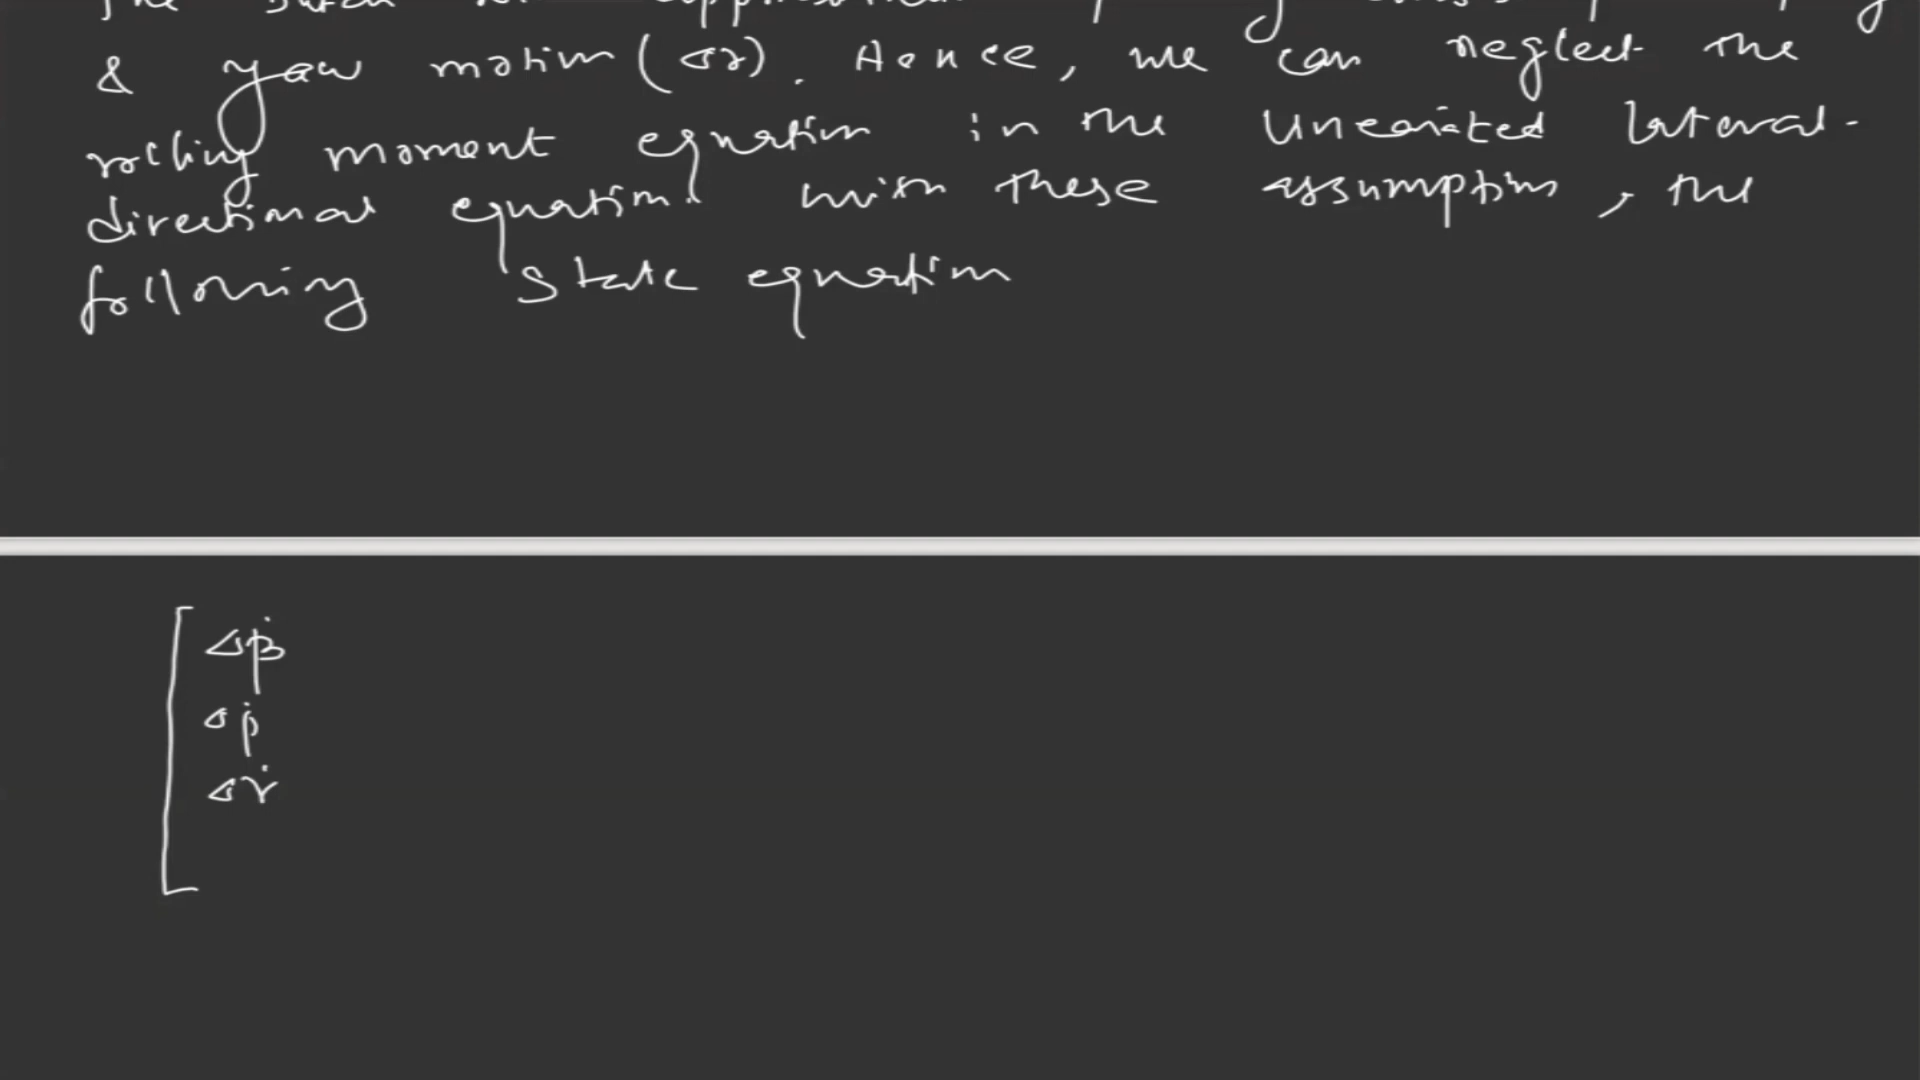 & yaw motion (Δr). Hence, we can neglect the
rolling moment equation in the unecnicted lateral-
directional equation. with these assumptions, the
following state equation
Δβ̇
Δṗ
Δṙ